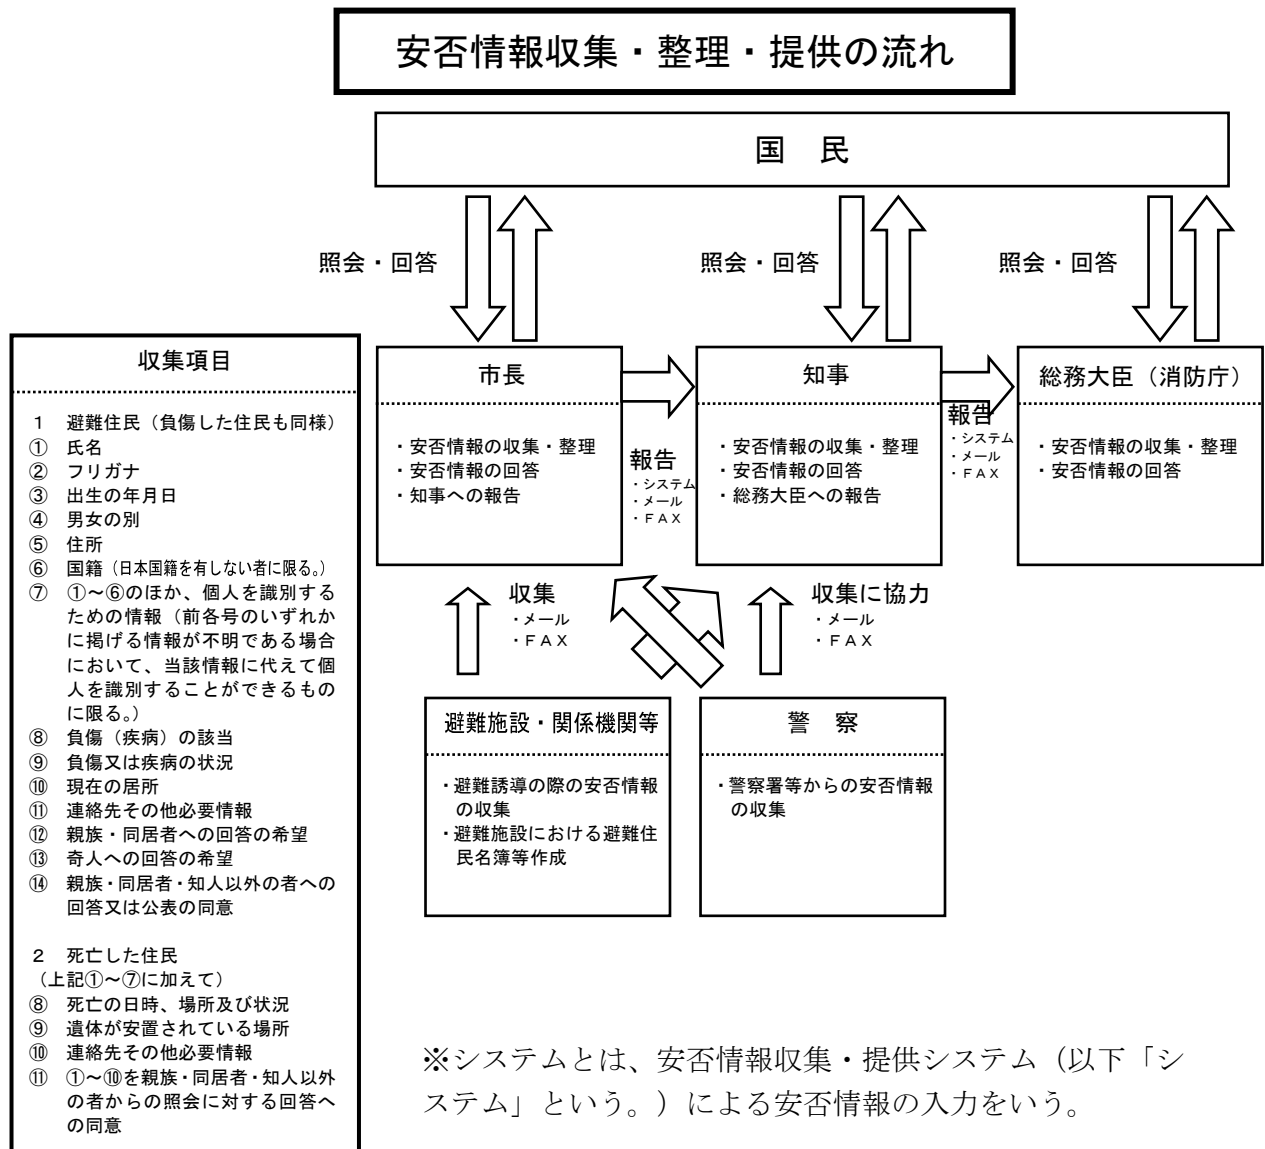 安否情報収集・整理・提供の流れ
国 民
照会・回答
照会・回答
照会・回答
収集項目
1 避難住民（負傷した住民も同様）
① 氏名
② フリガナ
③ 出生の年月日
④ 男女の別
⑤ 住所
⑥ 国籍（日本国籍を有しない者に限る。）
⑦ ①～⑥のほか、個人を識別する
ための情報（前各号のいずれか
に掲げる情報が不明である場合
において、当該情報に代えて個
人を識別することができるもの
に限る。）
⑧ 負傷（疾病）の該当
⑨ 負傷又は疾病の状況
⑩ 現在の居所
⑪ 連絡先その他必要情報
⑫ 親族・同居者への回答の希望
⑬ 奇人への回答の希望
⑭ 親族・同居者・知人以外の者への
回答又は公表の同意
2 死亡した住民
（上記①～⑦に加えて）
⑧ 死亡の日時、場所及び状況
⑨ 遺体が安置されている場所
⑩ 連絡先その他必要情報
⑪ ①～⑩を親族・同居者・知人以外
の者からの照会に対する回答へ
の同意
市長
・安否情報の収集・整理
・安否情報の回答
・知事への報告
報告
・システム
・メール
・ＦＡＸ
知事
・安否情報の収集・整理
・安否情報の回答
・総務大臣への報告
報告
・システム
・メール
・ＦＡＸ
総務大臣（消防庁）
・安否情報の収集・整理
・安否情報の回答
収集
・メール
・ＦＡＸ
収集に協力
・メール
・ＦＡＸ
避難施設・関係機関等
・避難誘導の際の安否情報
の収集
・避難施設における避難住
民名簿等作成
警 察
・警察署等からの安否情報
の収集
※システムとは、安否情報収集・提供システム（以下「シ
ステム」という。）による安否情報の入力をいう。